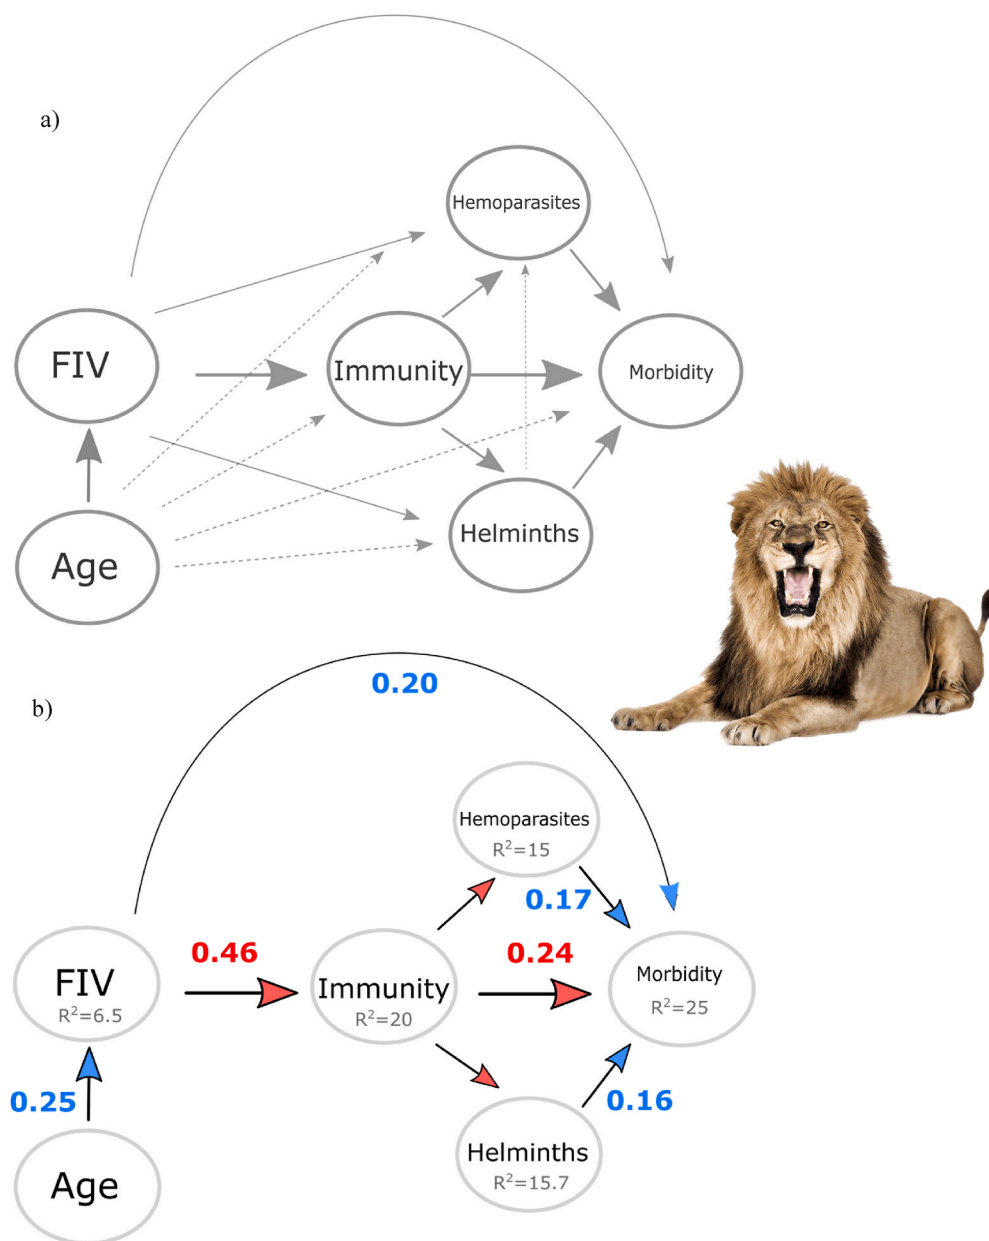 a)
Hemoparasites
FIV
Immunity
Morbidity
Helminths
Age
b)
0.20
Hemoparasites
R²=15
0.17
0.46
0.24
FIV
R²=6.5
Immunity
R²=20
Morbidity
R²=25
0.25
0.16
Helminths
R²=15.7
Age